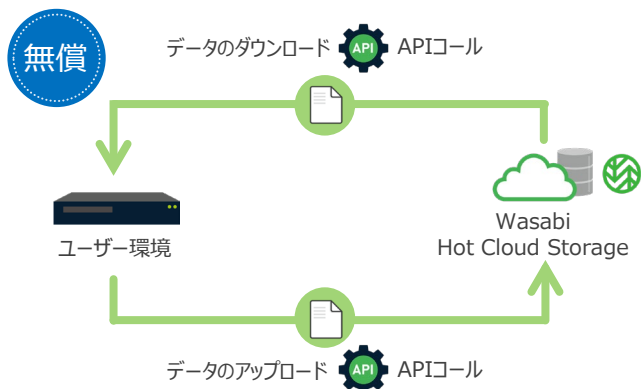 無償
データのダウンロード API APIコール
ユーザー環境
Wasabi
Hot Cloud Storage
データのアップロード API APIコール